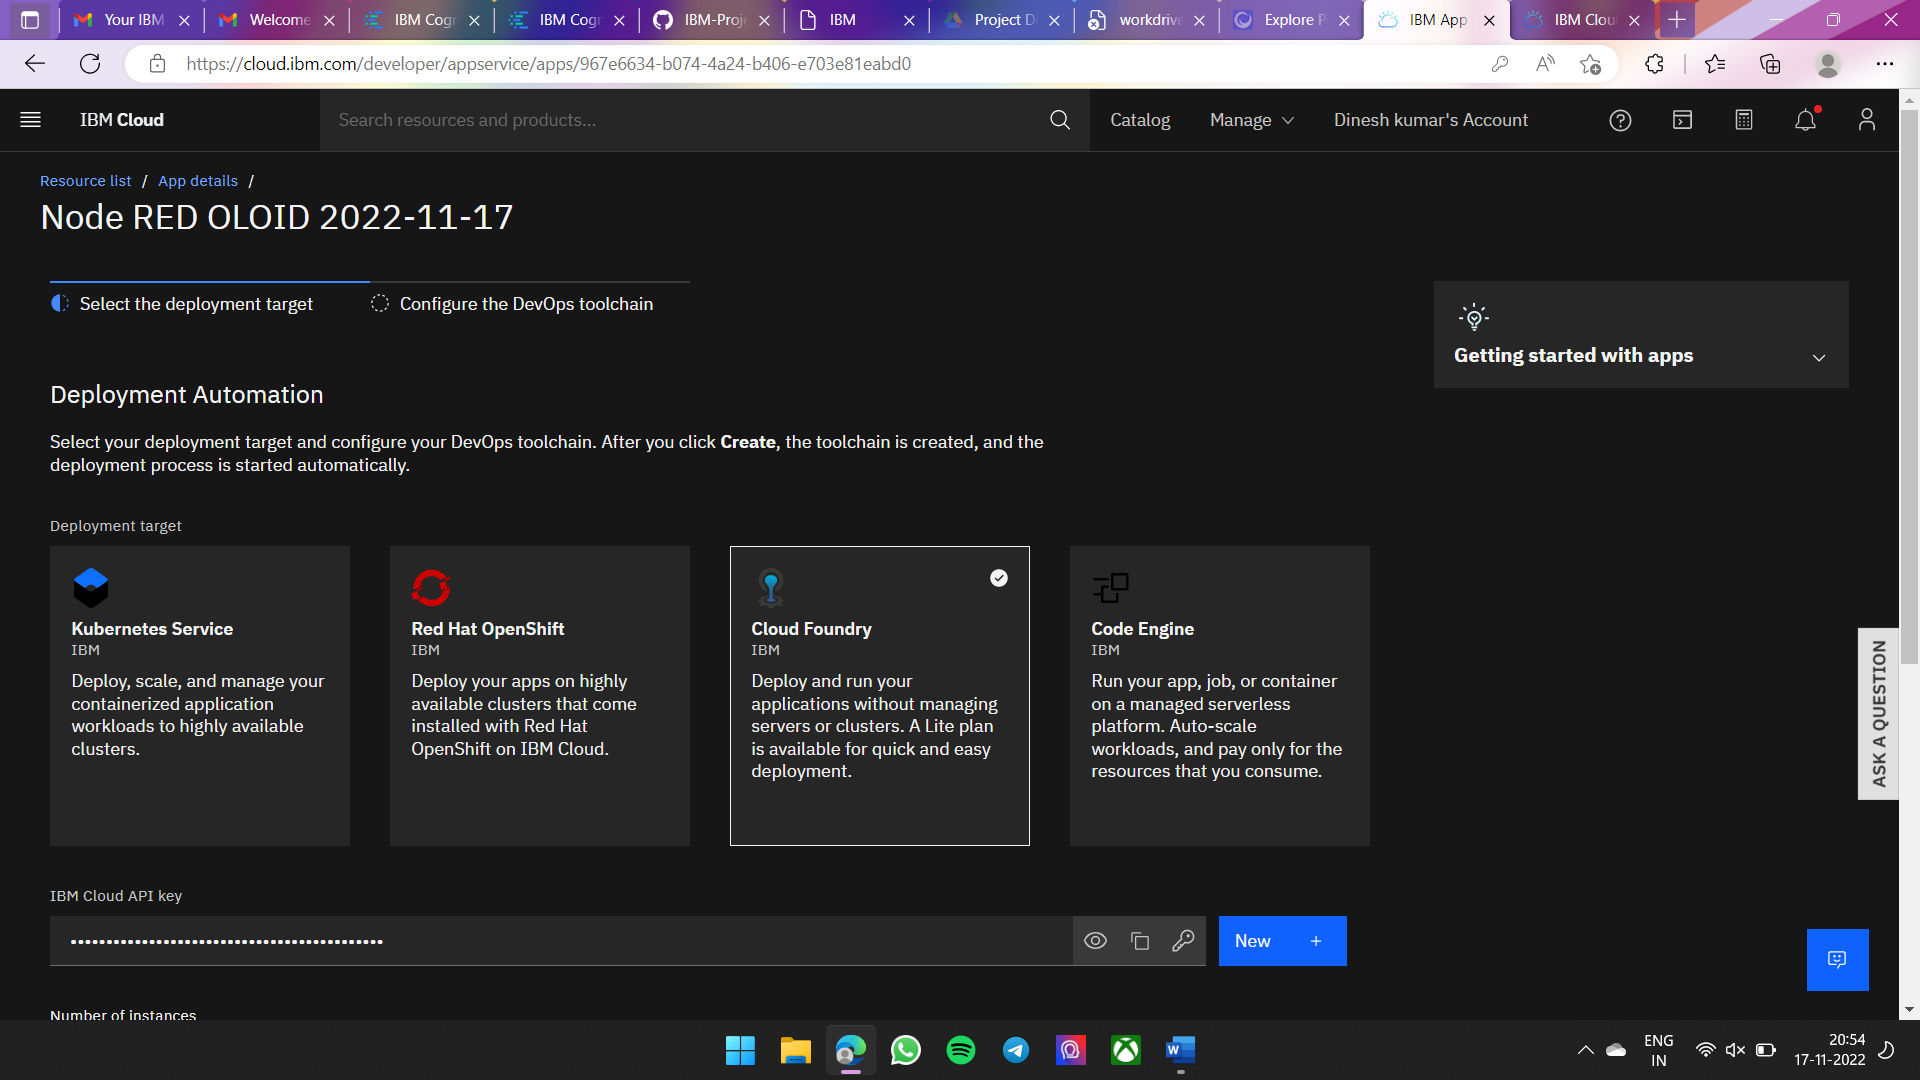 Your IBM
Welcome
IBM Cogn
IBM Cogn
IBM-Proje
IBM
Project D
workdrive
Explore P
IBM App
IBM Clou
https://cloud.ibm.com/developer/appservice/apps/967e6634-b074-4a24-b406-e703e81eabd0
IBM Cloud
Search resources and products...
Catalog
Manage
Dinesh kumar's Account
Resource list / App details /
Node RED OLOID 2022-11-17
Select the deployment target
Configure the DevOps toolchain
Getting started with apps
Deployment Automation
Select your deployment target and configure your DevOps toolchain. After you click Create, the toolchain is created, and the
deployment process is started automatically.
Deployment target
Kubernetes Service
IBM
Deploy, scale, and manage your
containerized application
workloads to highly available
clusters.
Red Hat OpenShift
IBM
Deploy your apps on highly
available clusters that come
installed with Red Hat
OpenShift on IBM Cloud.
Cloud Foundry
IBM
Deploy and run your
applications without managing
servers or clusters. A Lite plan
is available for quick and easy
deployment.
Code Engine
IBM
Run your app, job, or container
on a managed serverless
platform. Auto-scale
workloads, and pay only for the
resources that you consume.
ASK A QUESTION
IBM Cloud API key
••••••••••••••••••••••••••••••••••••••••••••
New +
Number of instances
ENG
IN
20:54
17-11-2022